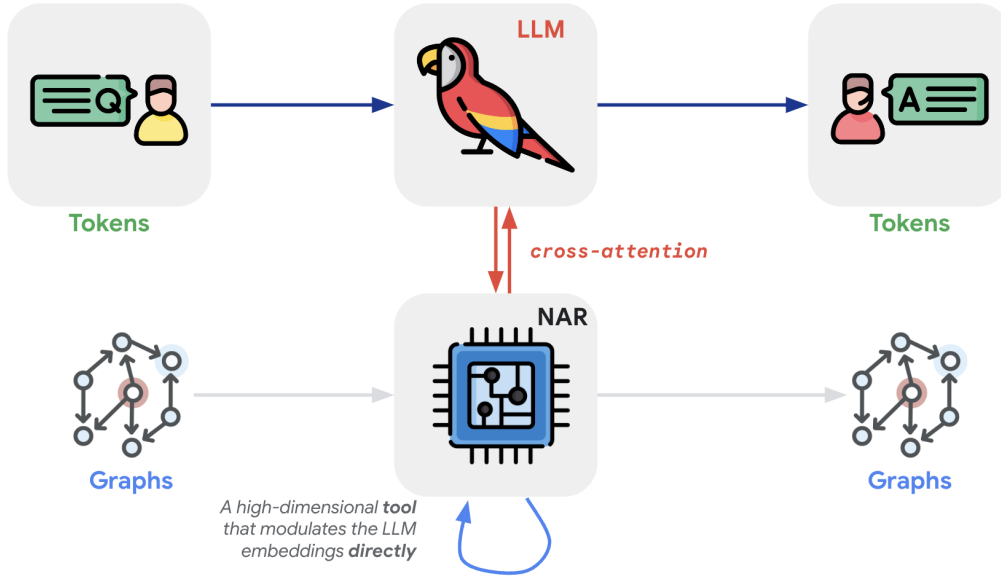 LLM
Q
A
Tokens
Tokens
cross-attention
NAR
Graphs
Graphs
A high-dimensional tool
that modulates the LLM
embeddings directly